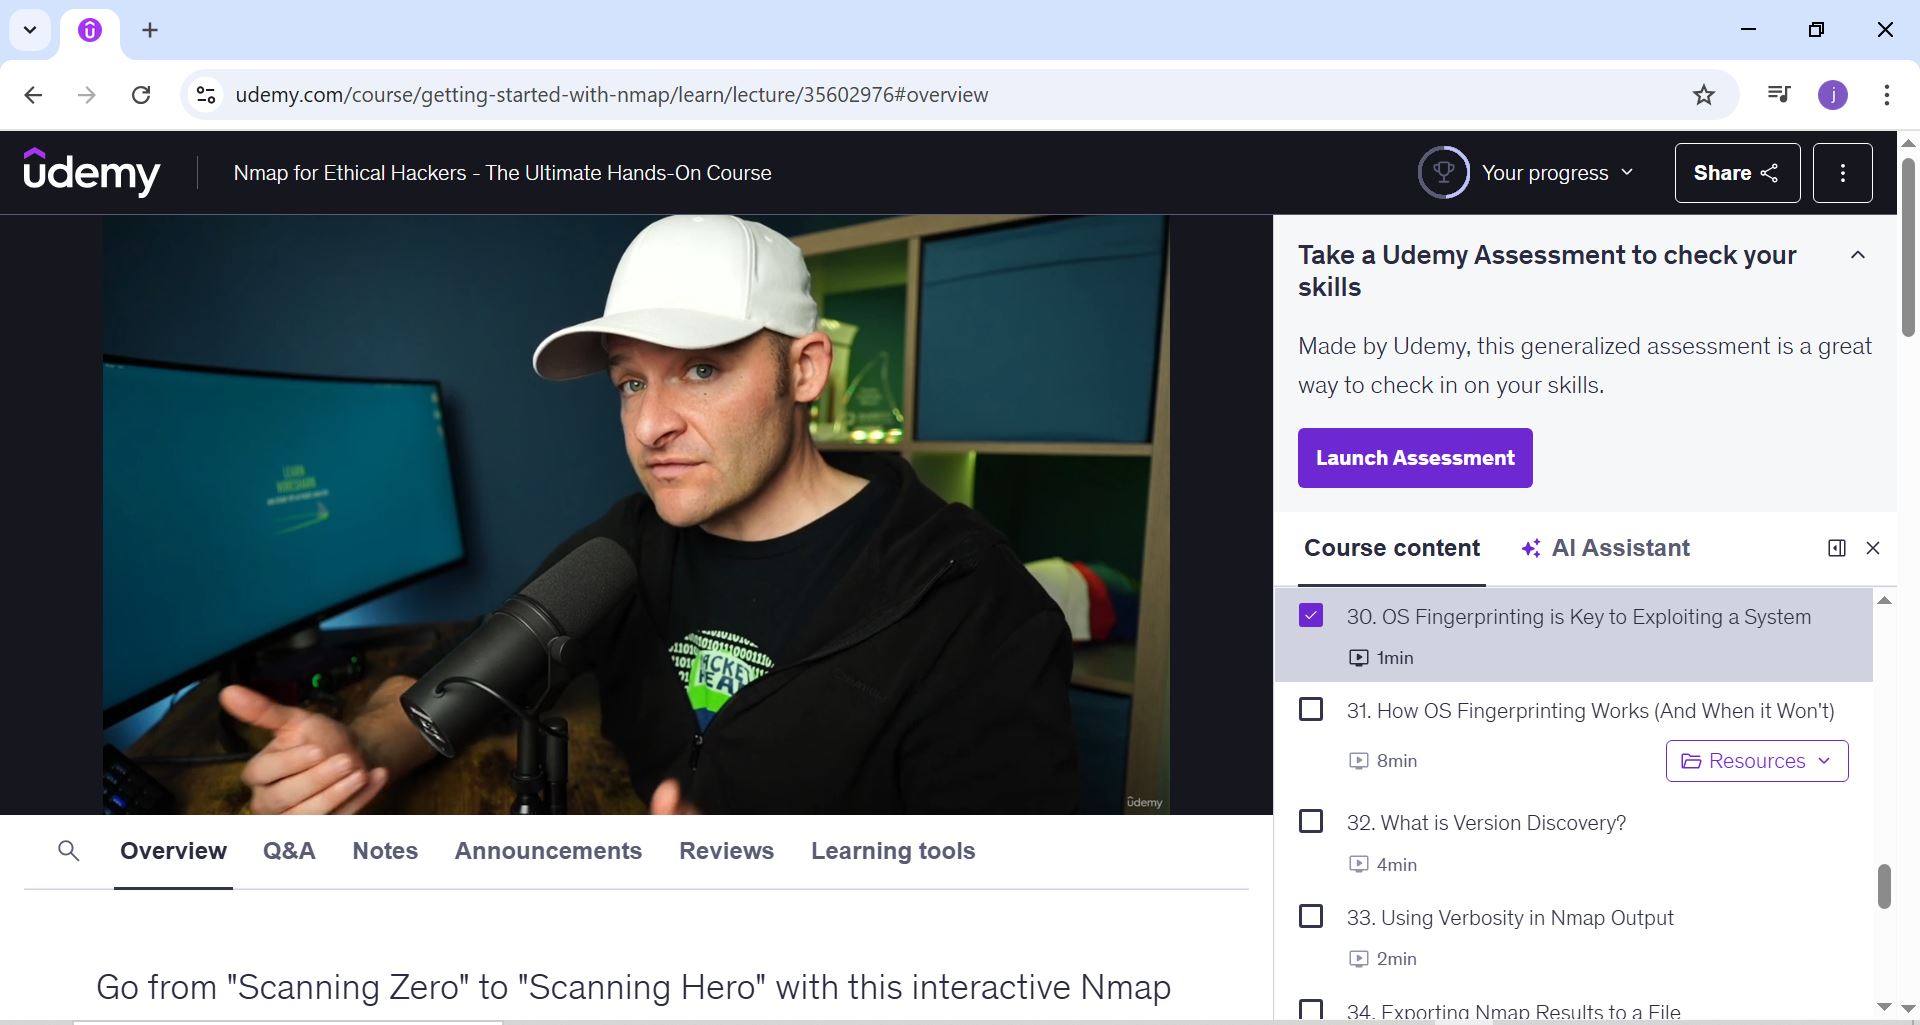 udemy.com/course/getting-started-with-nmap/learn/lecture/35602976#overview
j
udemy
Nmap for Ethical Hackers - The Ultimate Hands-On Course
Your progress
Share
Take a Udemy Assessment to check your
skills
Made by Udemy, this generalized assessment is a great
way to check in on your skills.
Launch Assessment
Course content
AI Assistant
30. OS Fingerprinting is Key to Exploiting a System
1min
31. How OS Fingerprinting Works (And When it Won't)
8min
Resources
32. What is Version Discovery?
4min
33. Using Verbosity in Nmap Output
2min
34. Exporting Nmap Results to a File
LEARN
WIRESHARK
udemy
Overview
Q&A
Notes
Announcements
Reviews
Learning tools
Go from "Scanning Zero" to "Scanning Hero" with this interactive Nmap